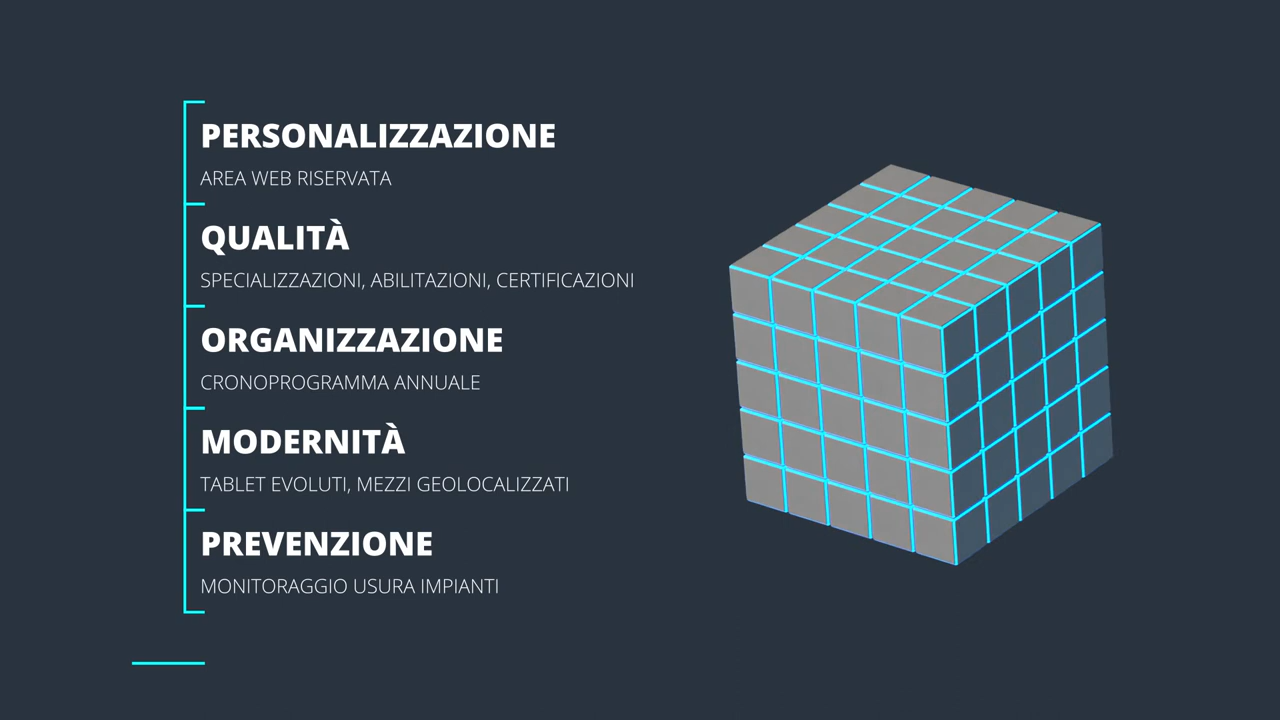 PERSONALIZZAZIONE
AREA WEB RISERVATA
QUALITÀ
SPECIALIZZAZIONI, ABILITAZIONI, CERTIFICAZIONI
ORGANIZZAZIONE
CRONOPROGRAMMA ANNUALE
MODERNITÀ
TABLET EVOLUTI, MEZZI GEOLOCALIZZATI
PREVENZIONE
MONITORAGGIO USURA IMPIANTI